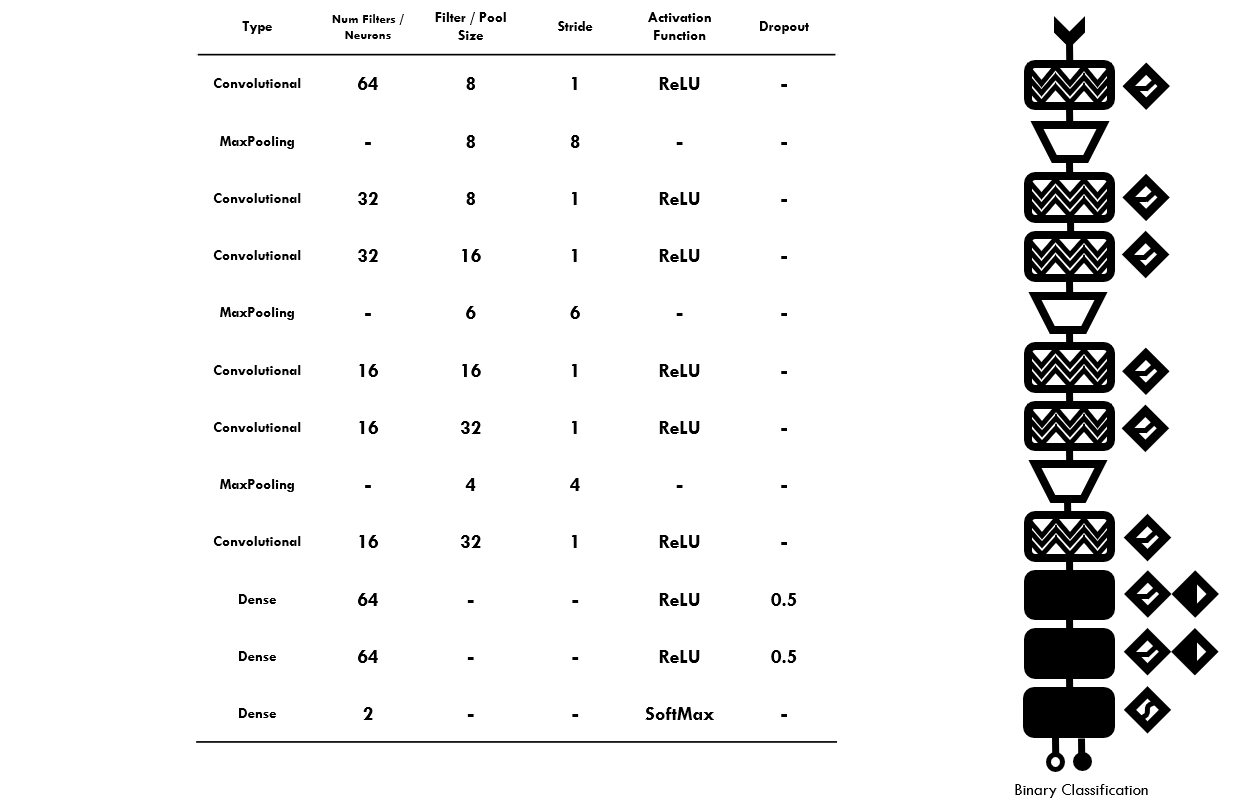 Type Num Filters / Neurons Filter / Pool Size Stride Activation Function Dropout
Convolutional 64 8 1 ReLU -
MaxPooling - 8 8 - -
Convolutional 32 8 1 ReLU -
Convolutional 32 16 1 ReLU -
MaxPooling - 6 6 - -
Convolutional 16 16 1 ReLU -
Convolutional 16 32 1 ReLU -
MaxPooling - 4 4 - -
Convolutional 16 32 1 ReLU -
Dense 64 - - ReLU 0.5
Dense 64 - - ReLU 0.5
Dense 2 - - SoftMax -
Binary Classification